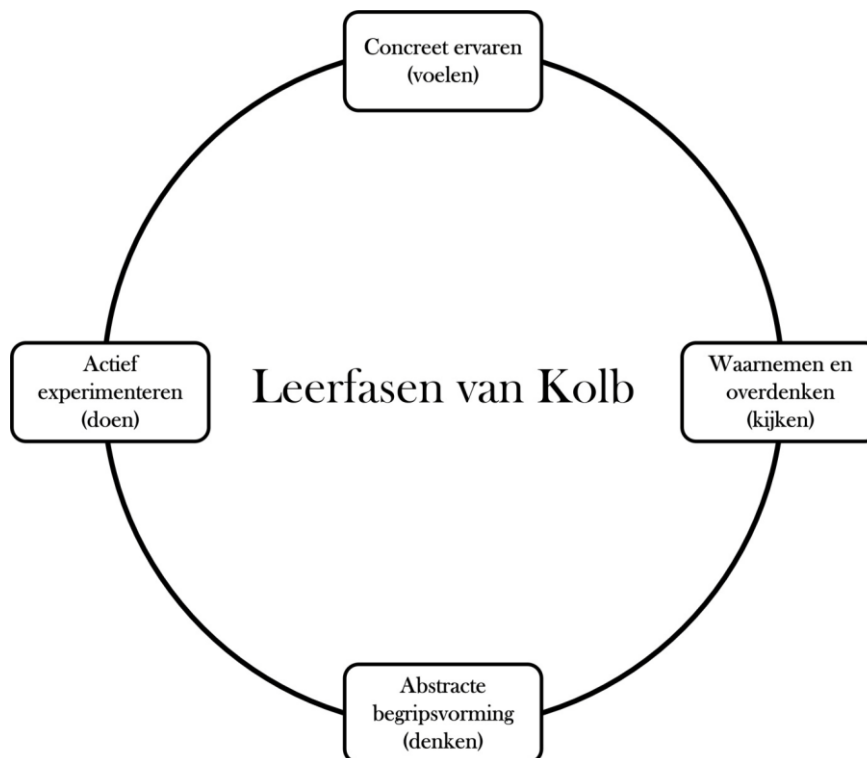 Concreet ervaren
(voelen)
Actief
experimenteren
(doen)
Leerfasen van Kolb
Waarnemen en
overdenken
(kijken)
Abstracte
begripsvorming
(denken)